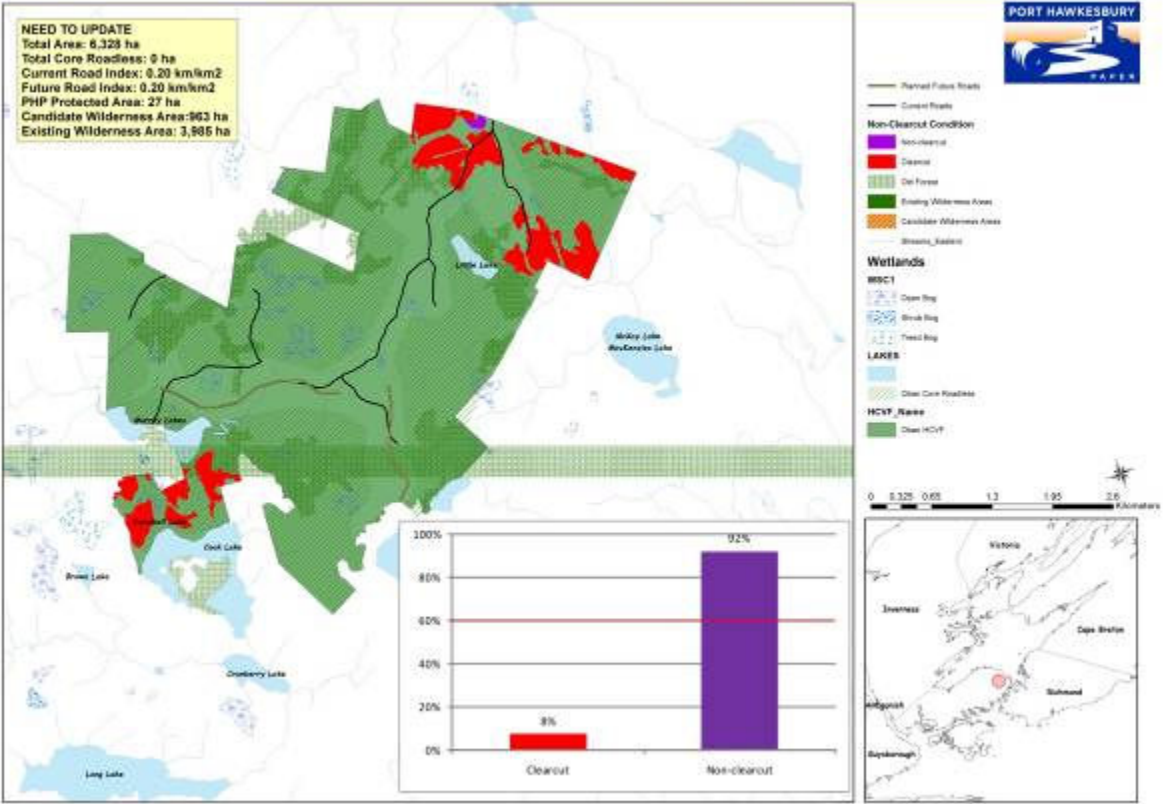 NEED TO UPDATE
Total Area: 6,328 ha
Total Core Roadless: 0 ha
Current Road Index: 0.20 km/km2
Future Road Index: 0.20 km/km2
PHP Protected Area: 27 ha
Candidate Wilderness Area:963 ha
Existing Wilderness Area: 3,985 ha
PORT HAWKESBURY
PAPER
Planned Future Roads
Current Roads
Non-Clearcut Condition
Non-clearcut
Clearcut
Old Forest
Existing Wilderness Areas
Candidate Wilderness Areas
Streams_Eastern
Wetlands
WSC1
Open Bog
Shrub Bog
Treed Bog
LAKES
Core Roadless
HCVF_Name
HCVF
0 0.325 0.65 1.3 1.95 2.6
Kilometers
Little Lake
McKay Lake
MacKenzies Lake
Lakes
Cook Lake
Lake
Cranberry Lake
Long Lake
100%
80%
60%
40%
20%
0%
8%
92%
Clearcut
Non-clearcut
Victoria
Inverness
Cape Breton
Richmond
Antigonish
Guysborough